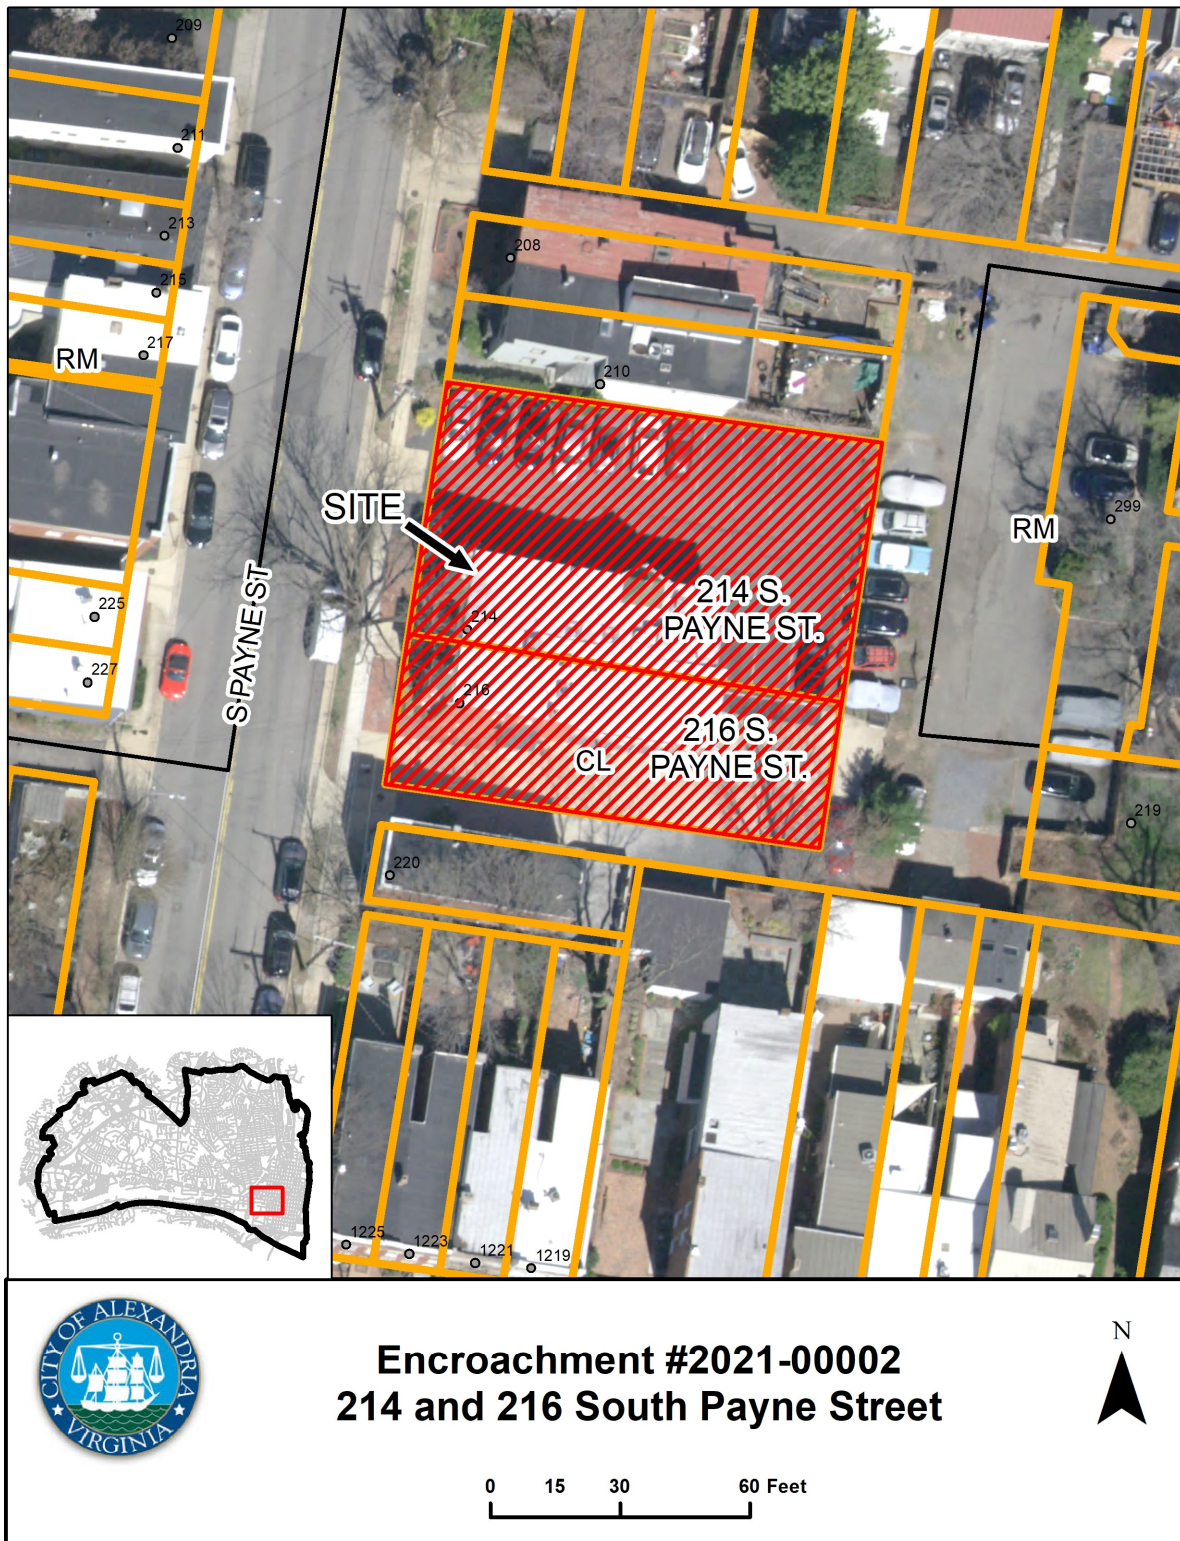 209
211
213
215
217
RM
208
210
SITE
214 S.
PAYNE ST.
214
216
216 S.
PAYNE ST.
CL
RM
299
225
227
S PAYNE ST
219
220
1225
1223
1221
1219
CITY OF ALEXANDRIA
VIRGINIA
Encroachment #2021-00002
214 and 216 South Payne Street
N
0 15 30 60 Feet